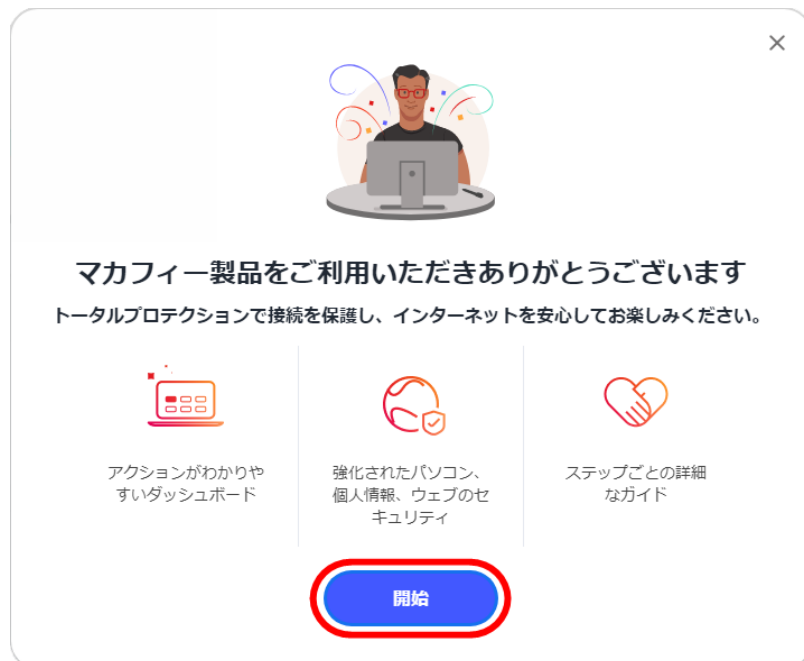 マカフィー製品をご利用いただきありがとうございます
トータルプロテクションで接続を保護し、インターネットを安心してお楽しみください。
アクションがわかりや
すいダッシュボード
強化されたパソコン、
個人情報、ウェブのセ
キュリティ
ステップごとの詳細
なガイド
開始